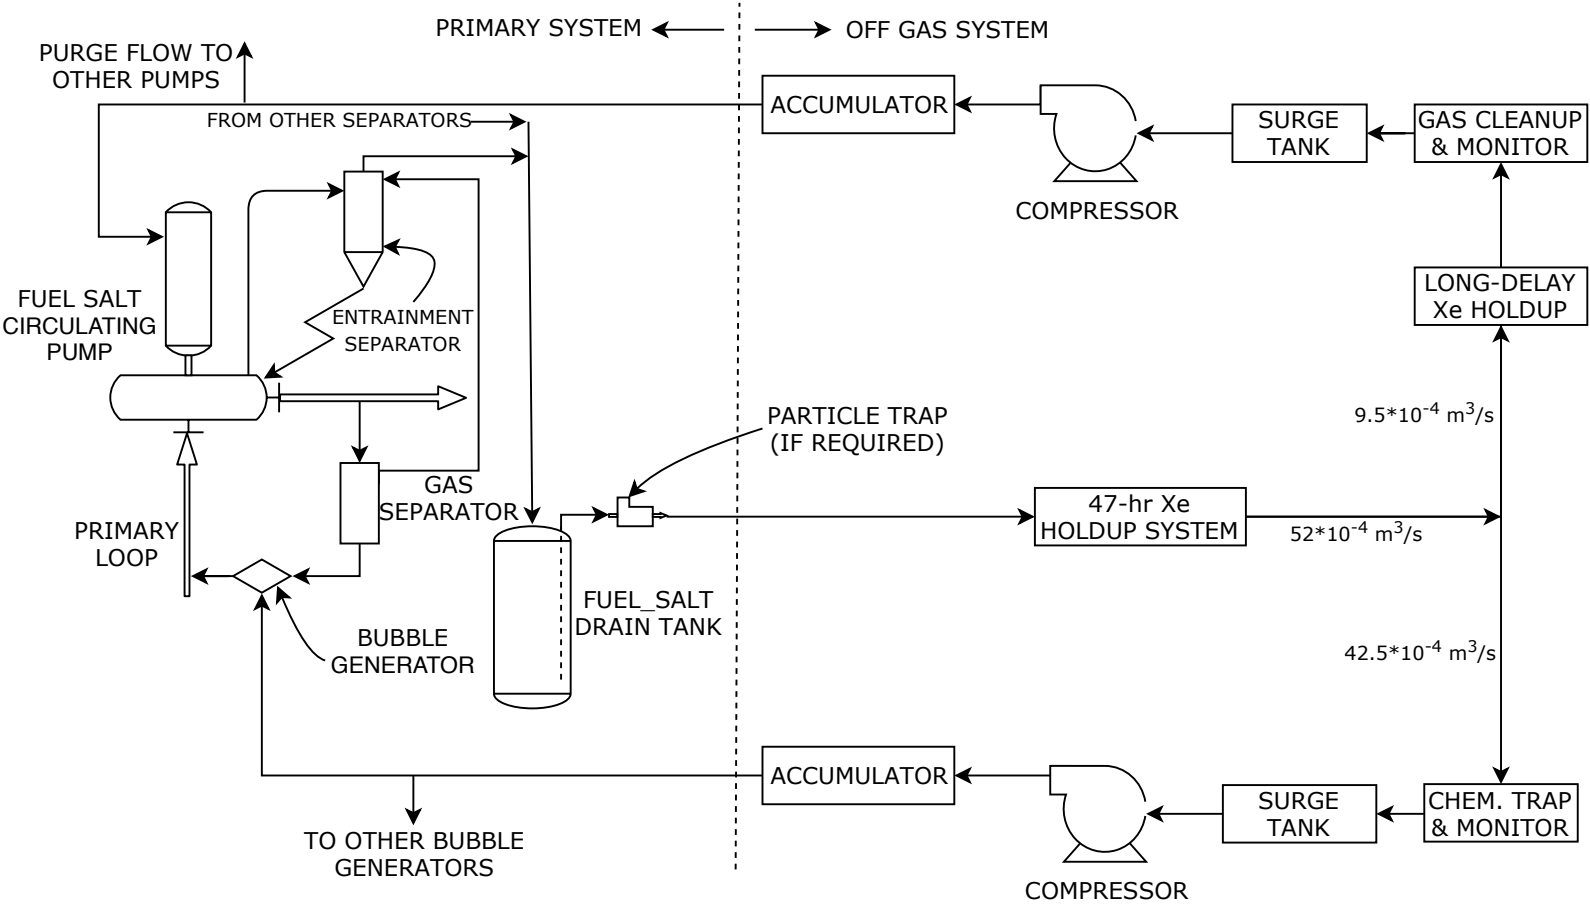 PRIMARY SYSTEM
OFF GAS SYSTEM
PURGE FLOW TO
OTHER PUMPS
FROM OTHER SEPARATORS
ACCUMULATOR
COMPRESSOR
SURGE
TANK
GAS CLEANUP
& MONITOR
FUEL SALT
CIRCULATING
PUMP
ENTRAINMENT
SEPARATOR
LONG-DELAY
Xe HOLDUP
9.5*10-4 m3/s
PARTICLE TRAP
(IF REQUIRED)
GAS
SEPARATOR
47-hr Xe
HOLDUP SYSTEM
52*10-4 m3/s
PRIMARY
LOOP
FUEL_SALT
DRAIN TANK
BUBBLE
GENERATOR
42.5*10-4 m3/s
ACCUMULATOR
COMPRESSOR
SURGE
TANK
CHEM. TRAP
& MONITOR
TO OTHER BUBBLE
GENERATORS